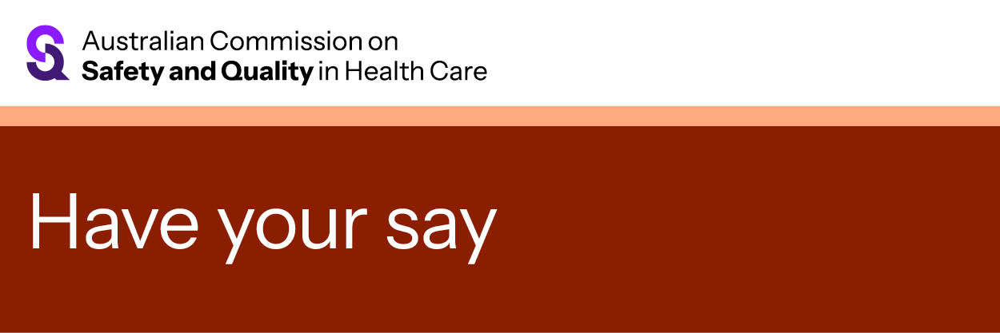 Australian Commission on
Safety and Quality in Health Care
Have your say